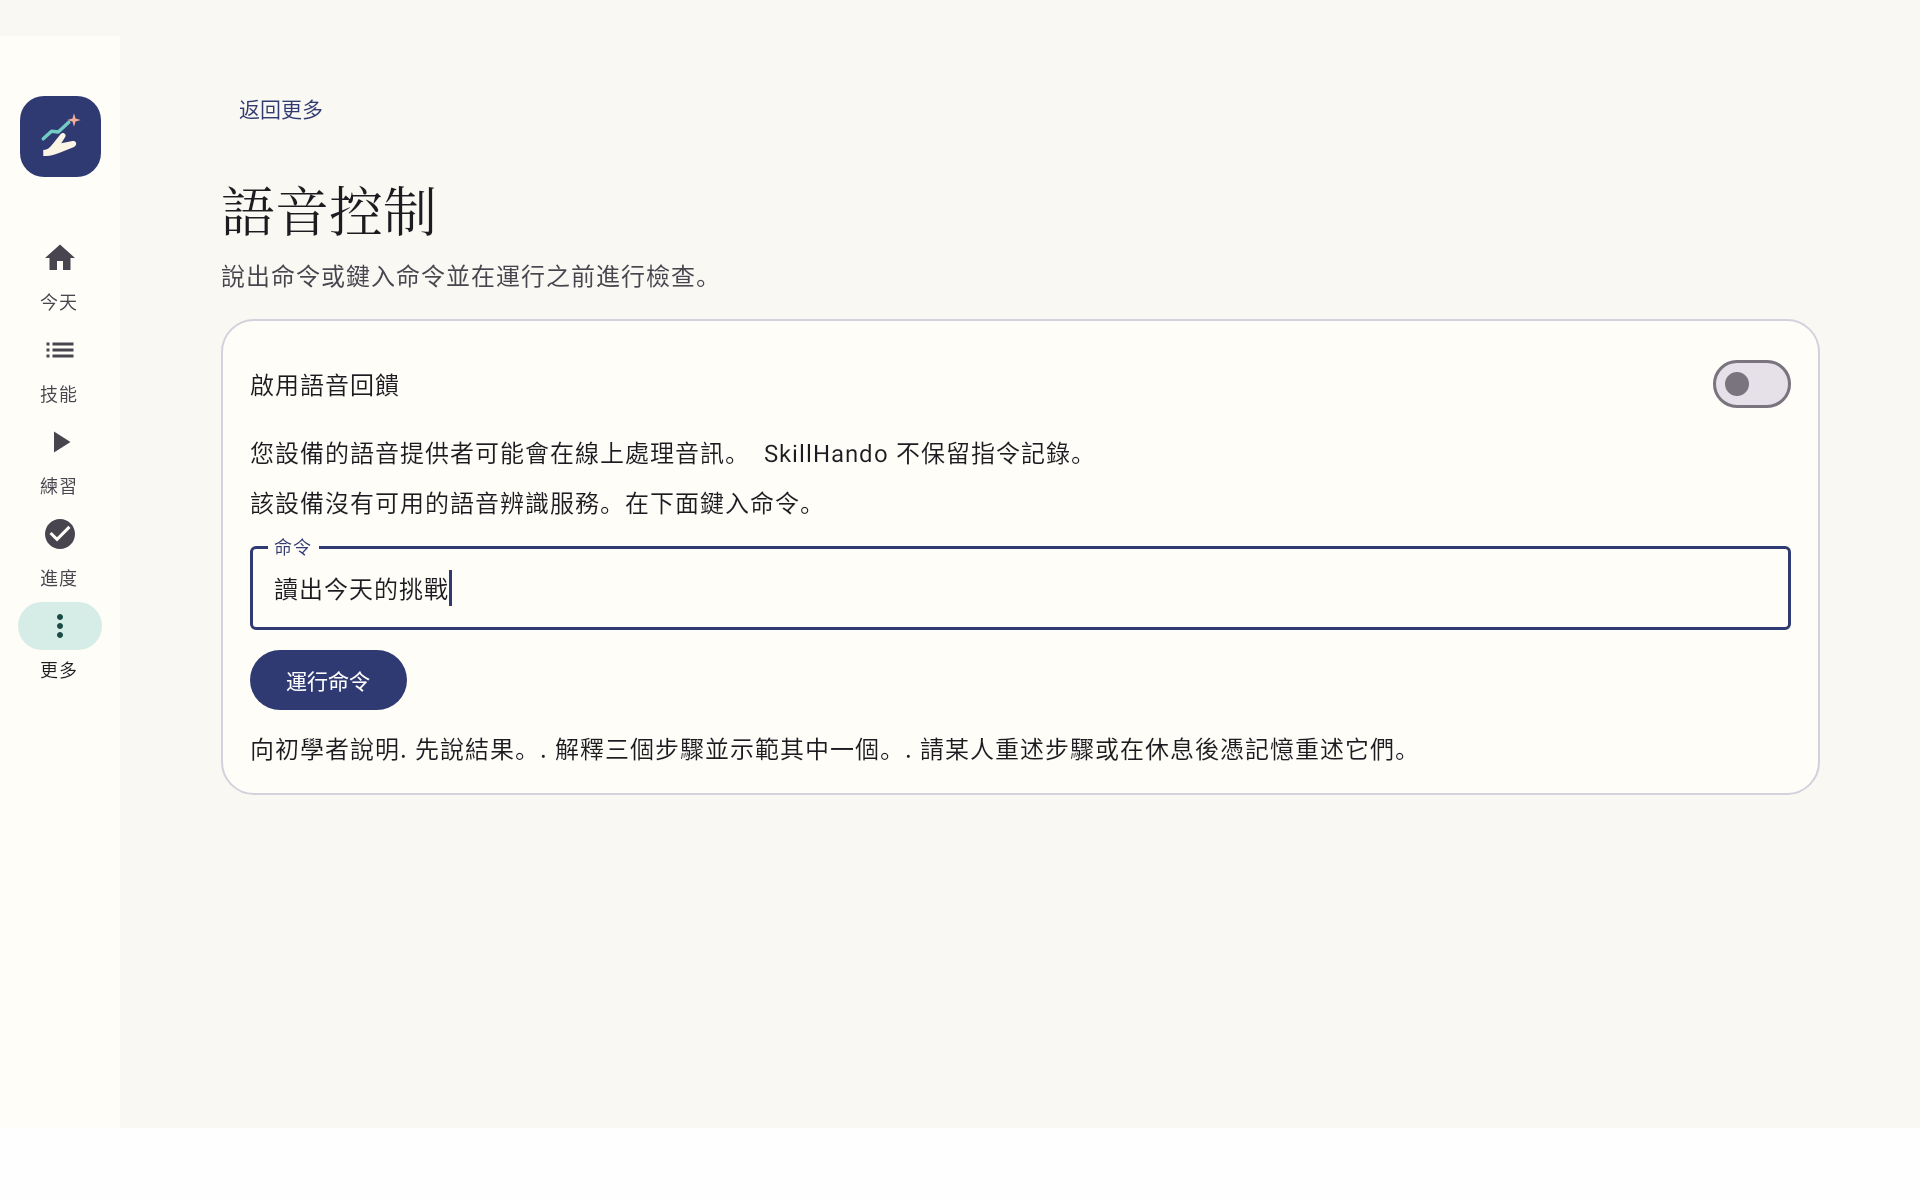 返回更多
語音控制
說出命令或鍵入命令並在運行之前進行檢查。
今天
技能
練習
進度
更多
啟用語音回饋
您設備的語音提供者可能會在線上處理音訊。 SkillHando 不保留指令記錄。
該設備沒有可用的語音辨識服務。在下面鍵入命令。
命令
讀出今天的挑戰
運行命令
向初學者說明. 先說結果。. 解釋三個步驟並示範其中一個。. 請某人重述步驟或在休息後憑記憶重述它們。